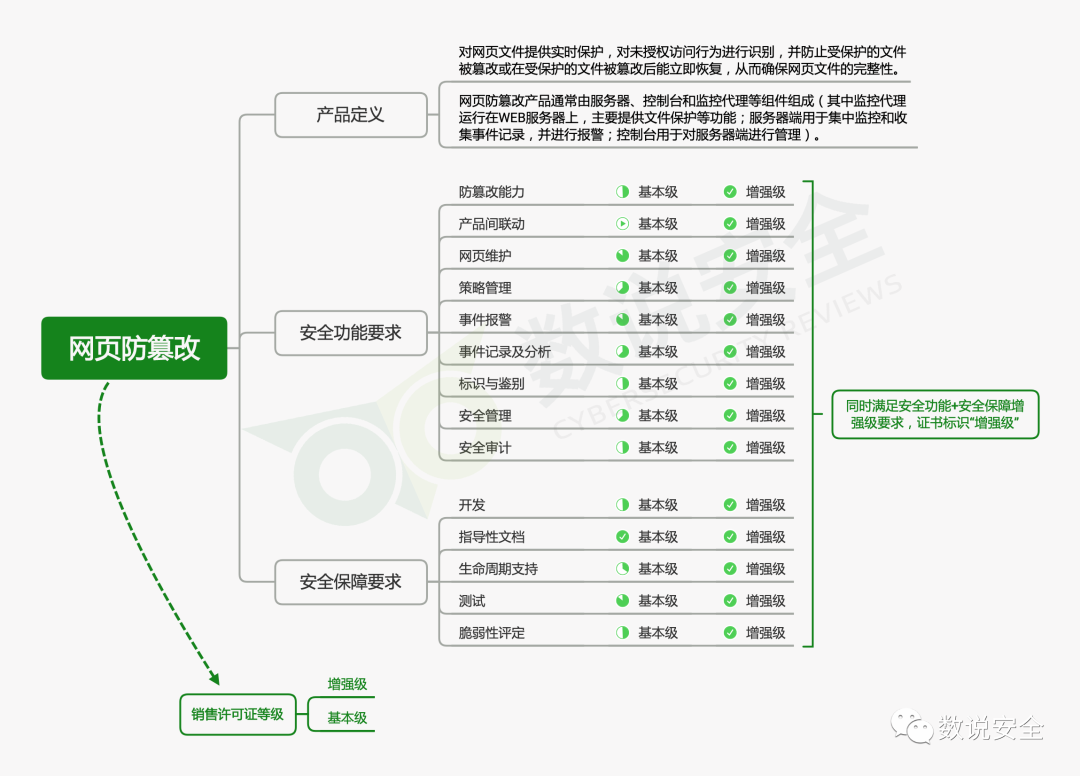 对网页文件提供实时保护，对未授权访问行为进行识别，并防止受保护的文件
被篡改或在受保护的文件被篡改后能立即恢复，从而确保网页文件的完整性。
产品定义
网页防篡改产品通常由服务器、控制台和监控代理等组件组成（其中监控代理
运行在WEB服务器上，主要提供文件保护等功能；服务器端用于集中监控和收
集事件记录，并进行报警；控制台用于对服务器端进行管理）。
网页防篡改
安全功能要求
防篡改能力 基本级 增强级
产品间联动 基本级 增强级
网页维护 基本级 增强级
策略管理 基本级 增强级
事件报警 基本级 增强级
事件记录及分析 基本级 增强级
标识与鉴别 基本级 增强级
安全管理 基本级 增强级
安全审计 基本级 增强级
安全保障要求
开发 基本级 增强级
指导性文档 基本级 增强级
生命周期支持 基本级 增强级
测试 基本级 增强级
脆弱性评定 基本级 增强级
同时满足安全功能+安全保障增
强级要求，证书标识“增强级”
销售许可证等级
增强级
基本级
数说安全
CYBERSECURITY REVIEWS
数说安全